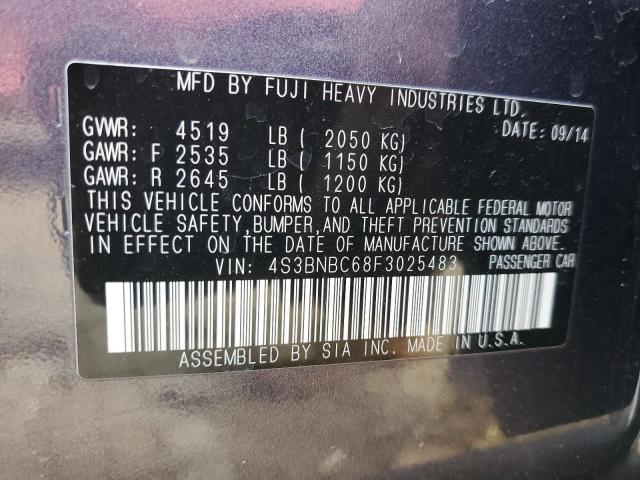 MFD BY FUJI HEAVY INDUSTRIES LTD.
DATE: 09/14
GVWR: 4519 LB ( 2050 KG)
GAWR: F 2535 LB ( 1150 KG)
GAWR: R 2645 LB ( 1200 KG)
THIS VEHICLE CONFORMS TO ALL APPLICABLE FEDERAL MOTOR
VEHICLE SAFETY,BUMPER,AND THEFT PREVENTION STANDARDS
IN EFFECT ON THE DATE OF MANUFACTURE SHOWN ABOVE.
VIN: 4S3BNBC68F3025483 PASSENGER CAR
ASSEMBLED BY SIA INC. MADE IN U.S.A.